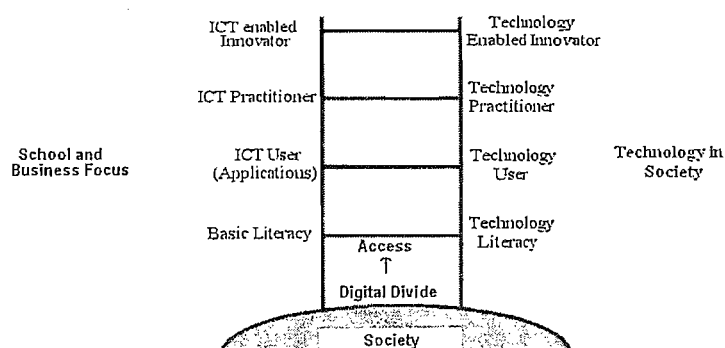 ICT enabled
Innovator
Technology
Enabled Innovator
ICT Practitioner
Technology
Practitioner
School and
Business Focus
ICT User
(Applications)
Technology
User
Technology in
Society
Basic Literacy
Technology
Literacy
Access
↑
Digital Divide
Society